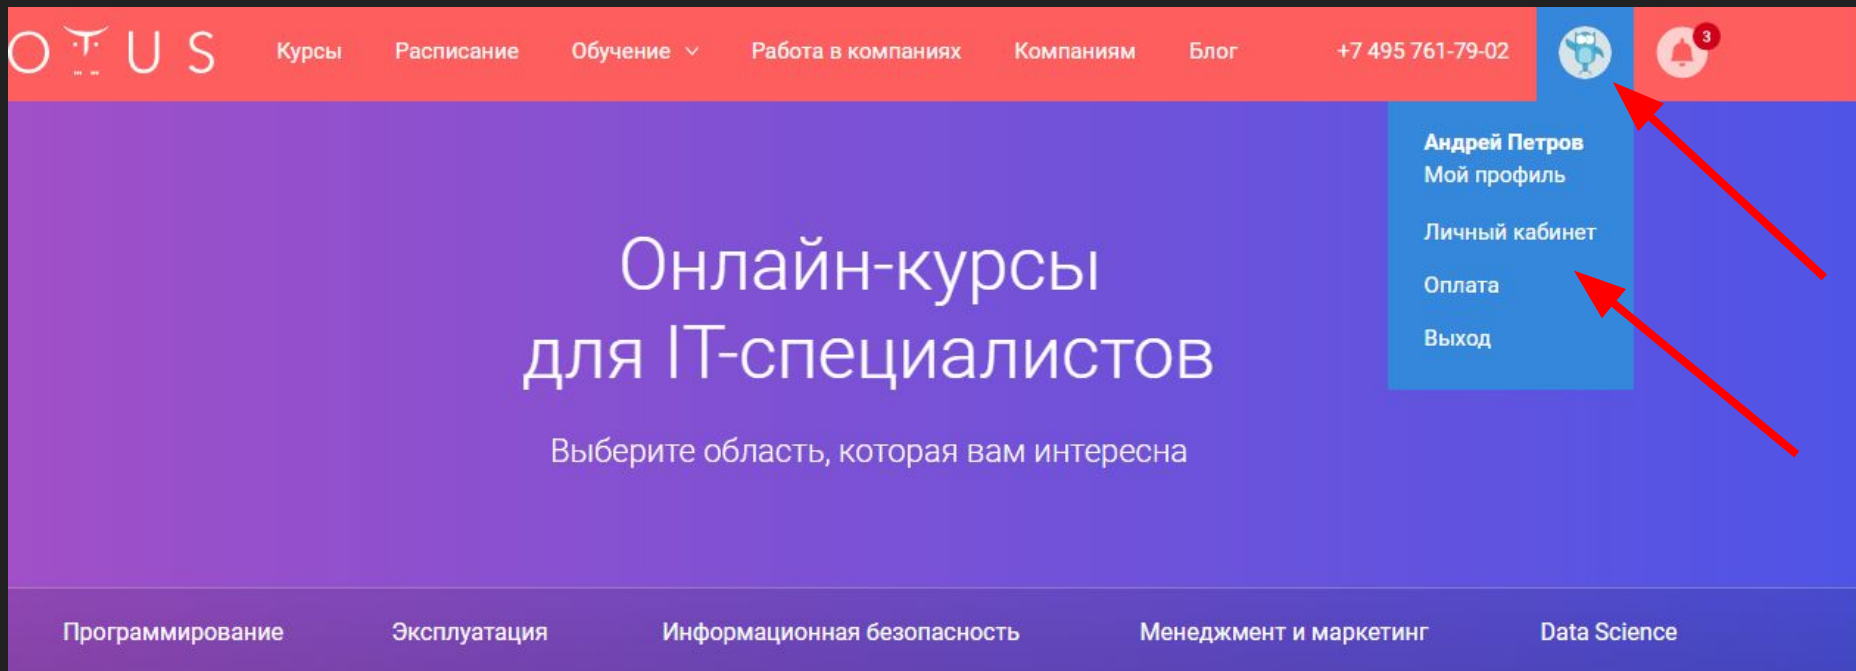 OTUS
Курсы
Расписание
Обучение
Работа в компаниях
Компаниям
Блог
+7 495 761-79-02
3
Андрей Петров
Мой профиль
Личный кабинет
Оплата
Выход
Онлайн-курсы
для IT-специалистов
Выберите область, которая вам интересна
Программирование
Эксплуатация
Информационная безопасность
Менеджмент и маркетинг
Data Science